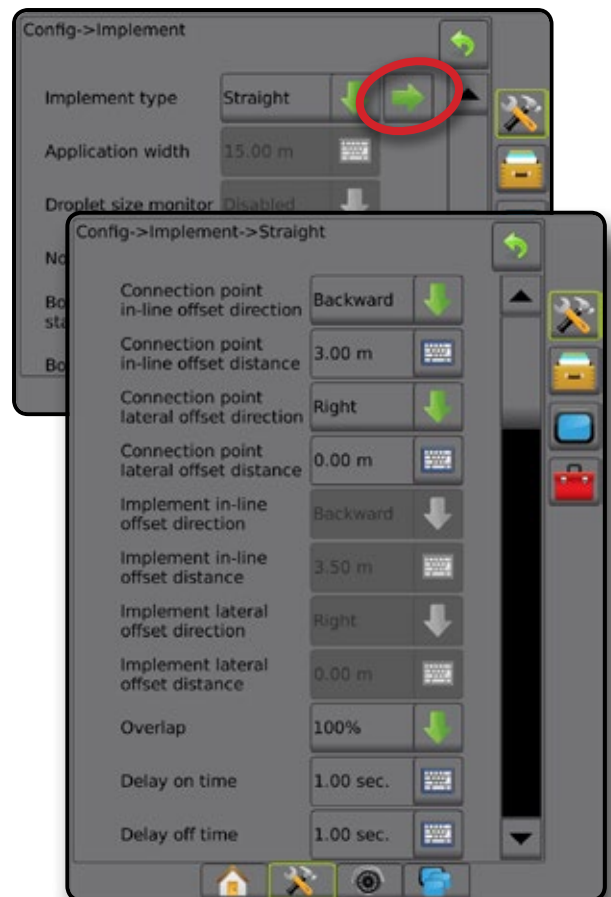 Config->Implement
Implement type
Straight
Application width
15.00 m
Droplet size monitor
Disabled
No
Bo
sta
Bo
Config->Implement->Straight
Connection point
in-line offset direction
Backward
Connection point
in-line offset distance
3.00 m
Connection point
lateral offset direction
Right
Connection point
lateral offset distance
0.00 m
Implement in-line
offset direction
Backward
Implement in-line
offset distance
3.50 m
Implement lateral
offset direction
Right
Implement lateral
offset distance
0.00 m
Overlap
100%
Delay on time
1.00 sec.
Delay off time
1.00 sec.